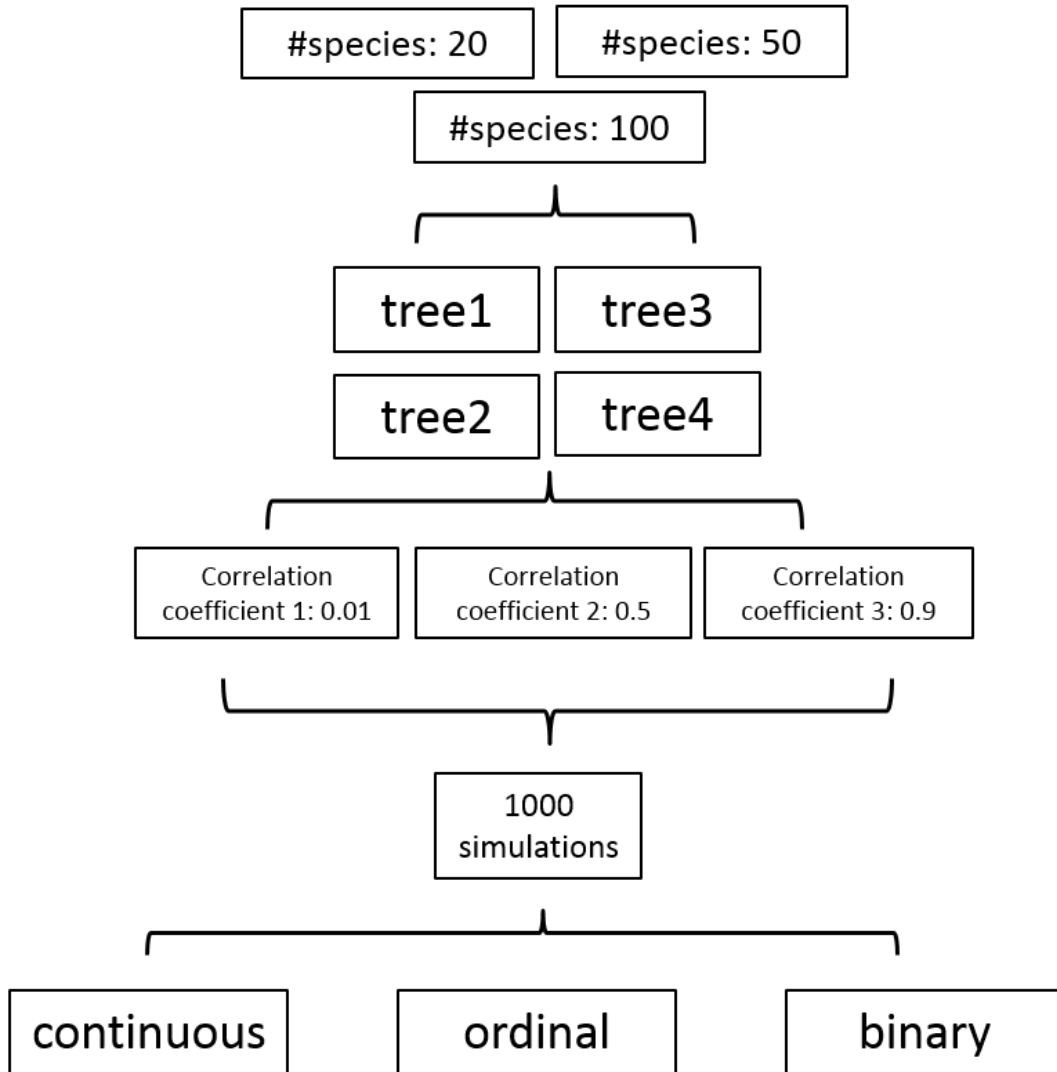 #species: 20
#species: 50
#species: 100
tree1
tree3
tree2
tree4
Correlation
coefficient 1: 0.01
Correlation
coefficient 2: 0.5
Correlation
coefficient 3: 0.9
1000
simulations
continuous
ordinal
binary